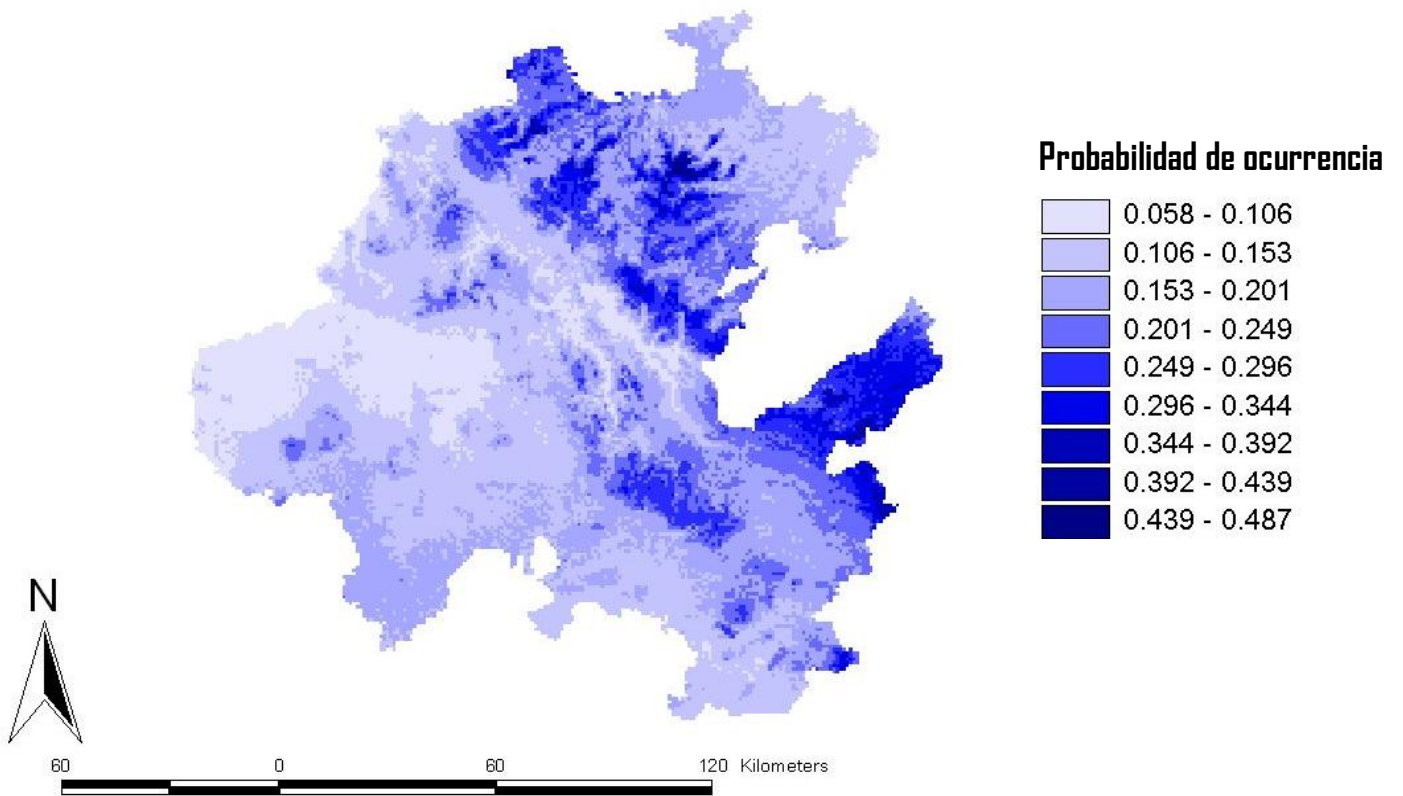 Probabilidad de ocurrencia
0.058 - 0.106
0.106 - 0.153
0.153 - 0.201
0.201 - 0.249
0.249 - 0.296
0.296 - 0.344
0.344 - 0.392
0.392 - 0.439
0.439 - 0.487
N
60 0 60 120 Kilometers